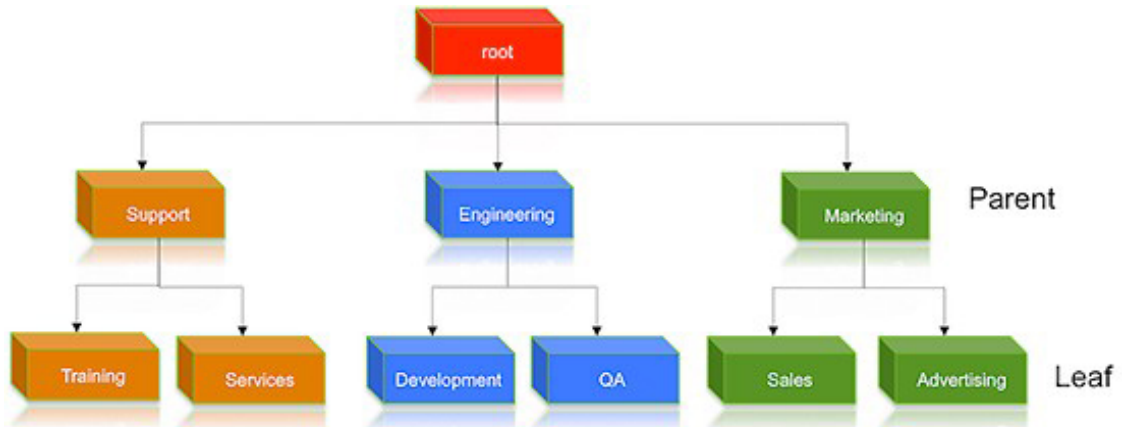 root
Support
Engineering
Marketing
Parent
Training
Services
Development
QA
Sales
Advertising
Leaf